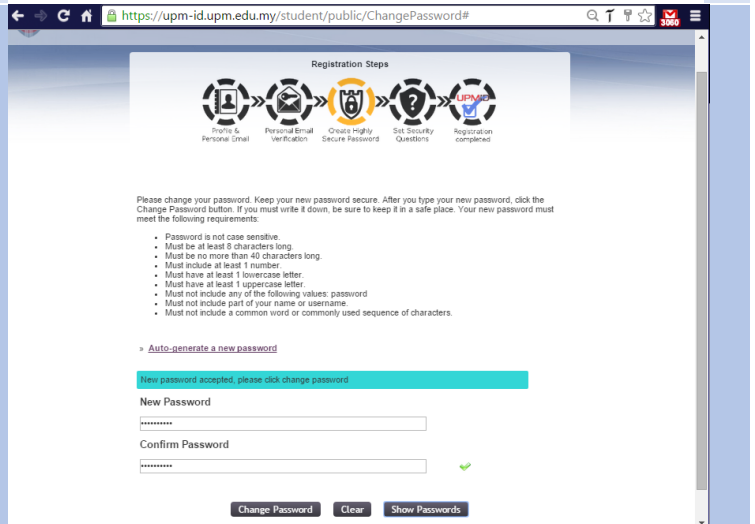 https://upm-id.upm.edu.my/student/public/ChangePassword#
3060
Registration Steps
UPMID
Profile & Personal Email
Personal Email Verification
Create Highly Secure Password
Set Security Questions
Registration completed
Please change your password. Keep your new password secure. After you type your new password, click the
Change Password button. If you must write it down, be sure to keep it in a safe place. Your new password must
meet the following requirements:
Password is not case sensitive.
Must be at least 8 characters long.
Must be no more than 40 characters long.
Must include at least 1 number.
Must have at least 1 lowercase letter.
Must have at least 1 uppercase letter.
Must not include any of the following values: password
Must not include part of your name or username.
Must not include a common word or commonly used sequence of characters.
» Auto-generate a new password
New password accepted, please click change password
New Password
••••••••••
Confirm Password
••••••••••
Change Password Clear Show Passwords